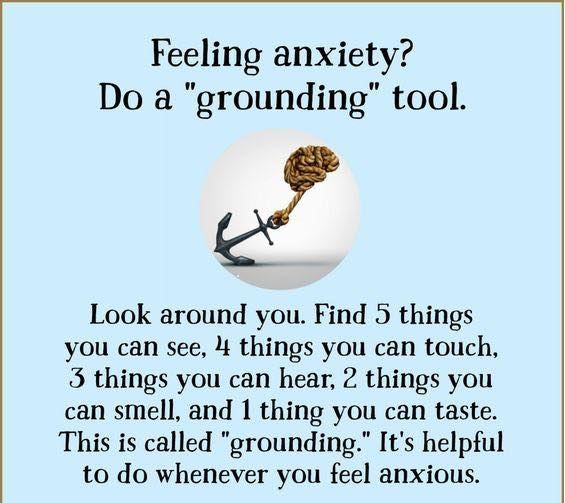 Feeling anxiety?
Do a "grounding" tool.
Look around you. Find 5 things
you can see, 4 things you can touch,
3 things you can hear, 2 things you
can smell, and 1 thing you can taste.
This is called "grounding." It's helpful
to do whenever you feel anxious.